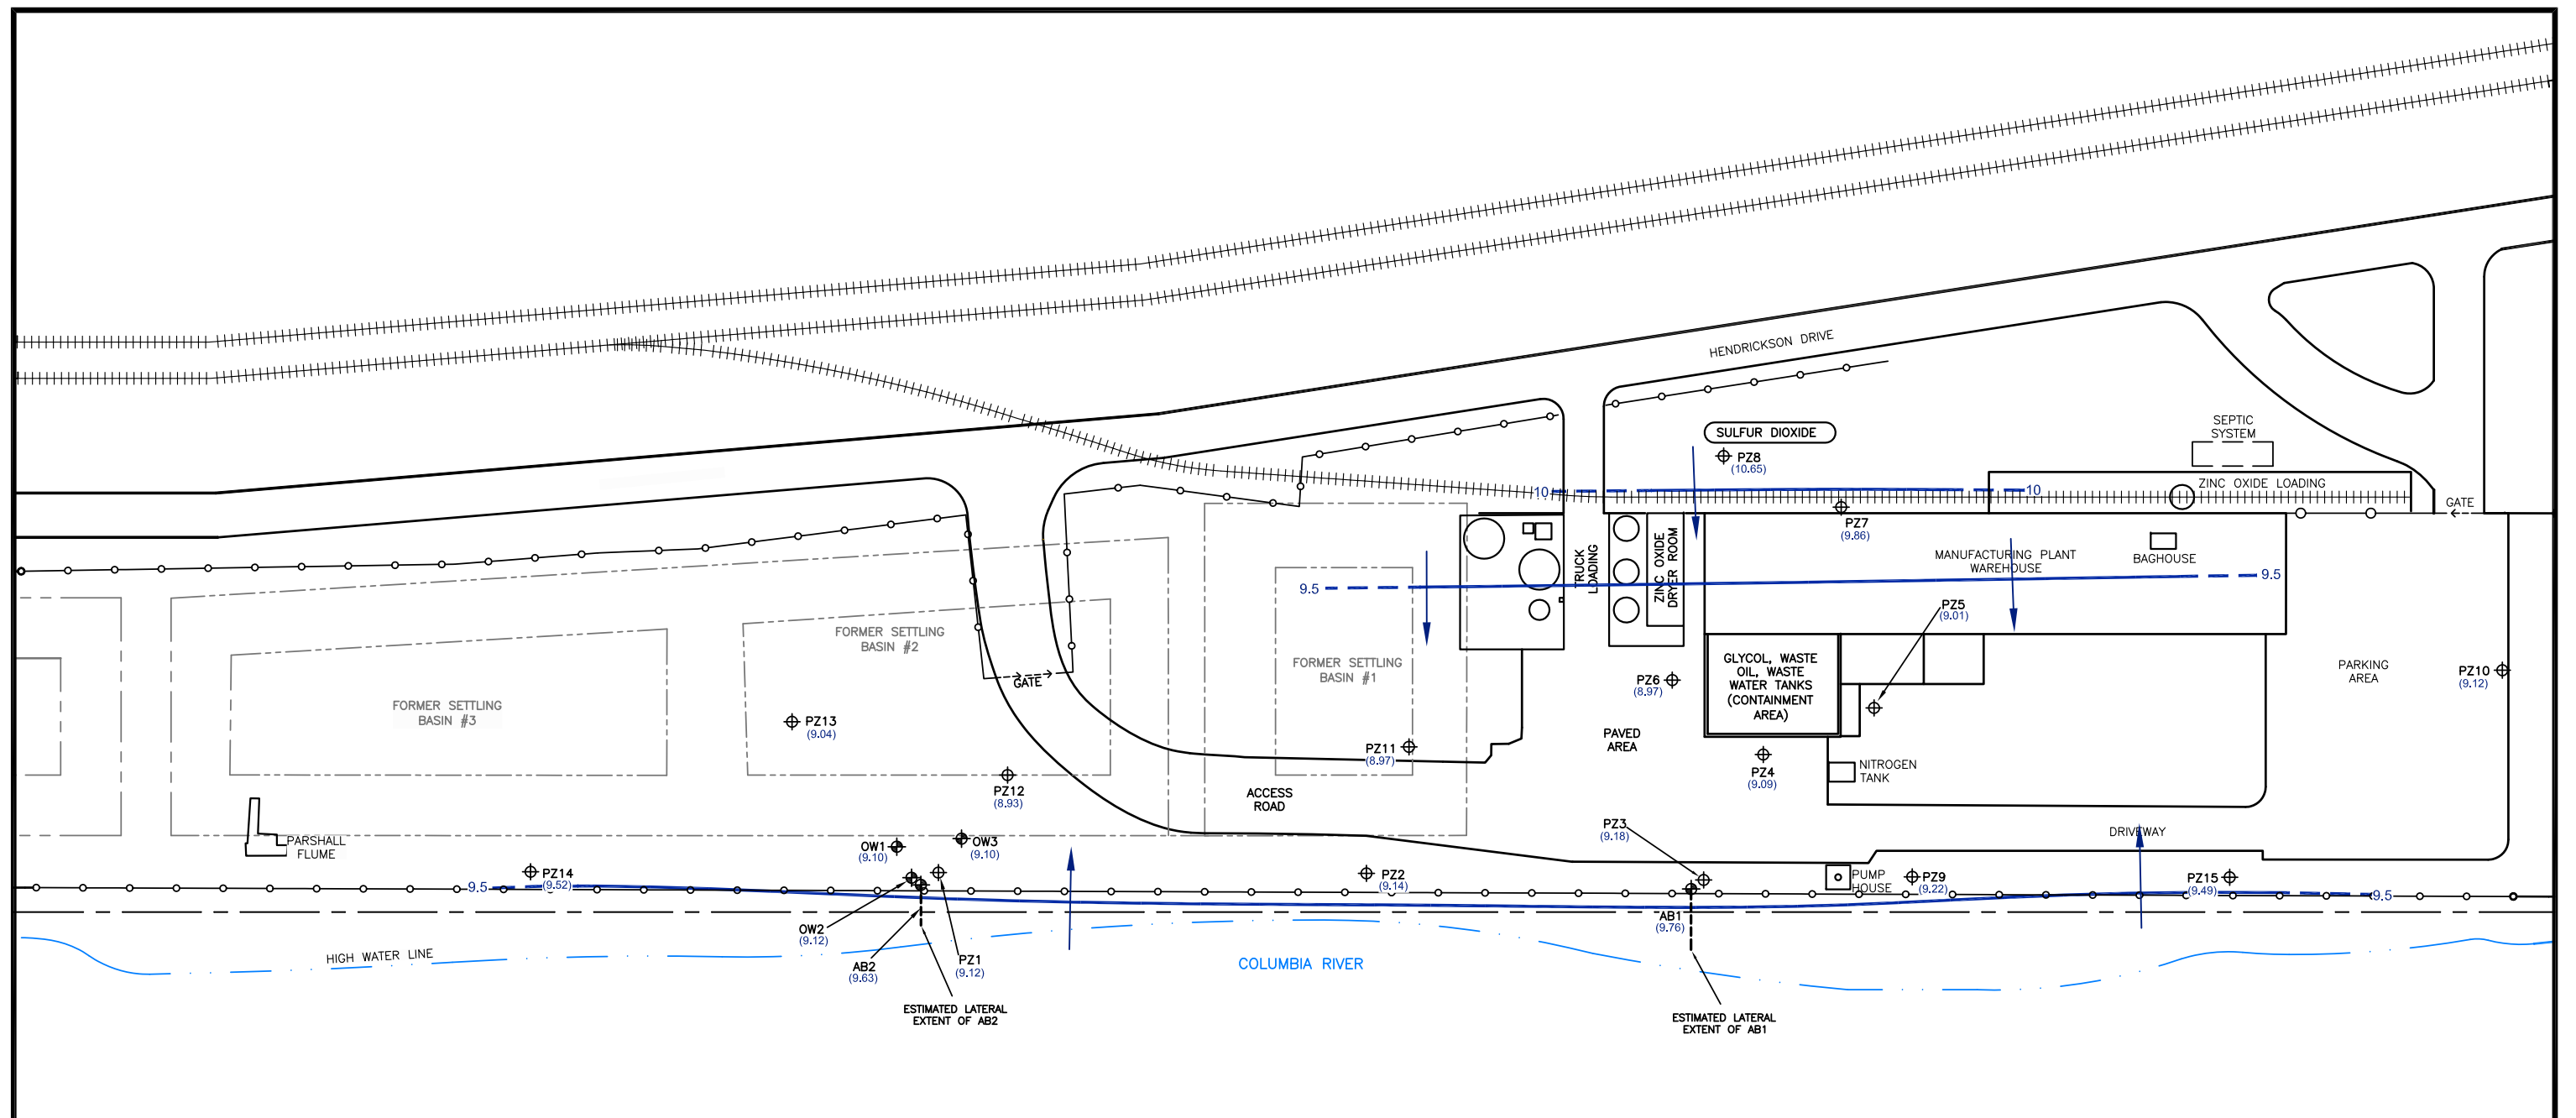 HENDRICKSON DRIVE
SEPTIC
SYSTEM
SULFUR DIOXIDE
PZ8
(10.65)
10
10
ZINC OXIDE LOADING
GATE
PZ7
(9.86)
TRUCK
LOADING
ZINC OXIDE
DRYER ROOM
MANUFACTURING PLANT
WAREHOUSE
BAGHOUSE
9.5
9.5
PZ5
(9.01)
FORMER SETTLING
BASIN #2
FORMER SETTLING
BASIN #1
GLYCOL, WASTE
OIL, WASTE
WATER TANKS
(CONTAINMENT
AREA)
PARKING
AREA
PZ10
(9.12)
GATE
PZ6
(8.97)
FORMER SETTLING
BASIN #3
PZ13
(9.04)
PAVED
AREA
PZ11
(8.97)
PZ4
(9.09)
NITROGEN
TANK
PZ12
(8.93)
ACCESS
ROAD
PZ3
(9.18)
DRIVEWAY
PARSHALL
FLUME
OW1
(9.10)
OW3
(9.10)
PZ14
(9.52)
9.5
PZ2
(9.14)
PUMP
HOUSE
PZ9
(9.22)
PZ15
(9.49)
9.5
AB1
(9.76)
OW2
(9.12)
HIGH WATER LINE
AB2
(9.63)
PZ1
(9.12)
COLUMBIA RIVER
ESTIMATED LATERAL
EXTENT OF AB2
ESTIMATED LATERAL
EXTENT OF AB1